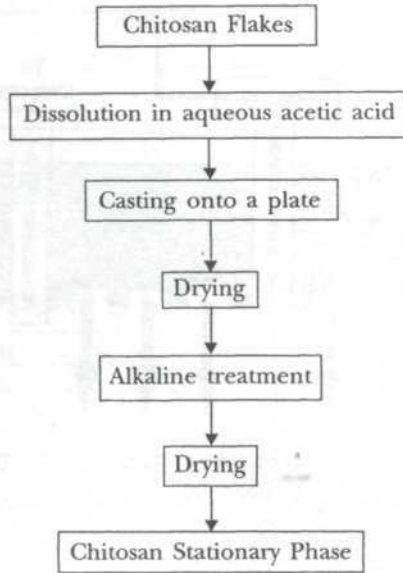 Chitosan Flakes
Dissolution in aqueous acetic acid
Casting onto a plate
Drying
Alkaline treatment
Drying
Chitosan Stationary Phase